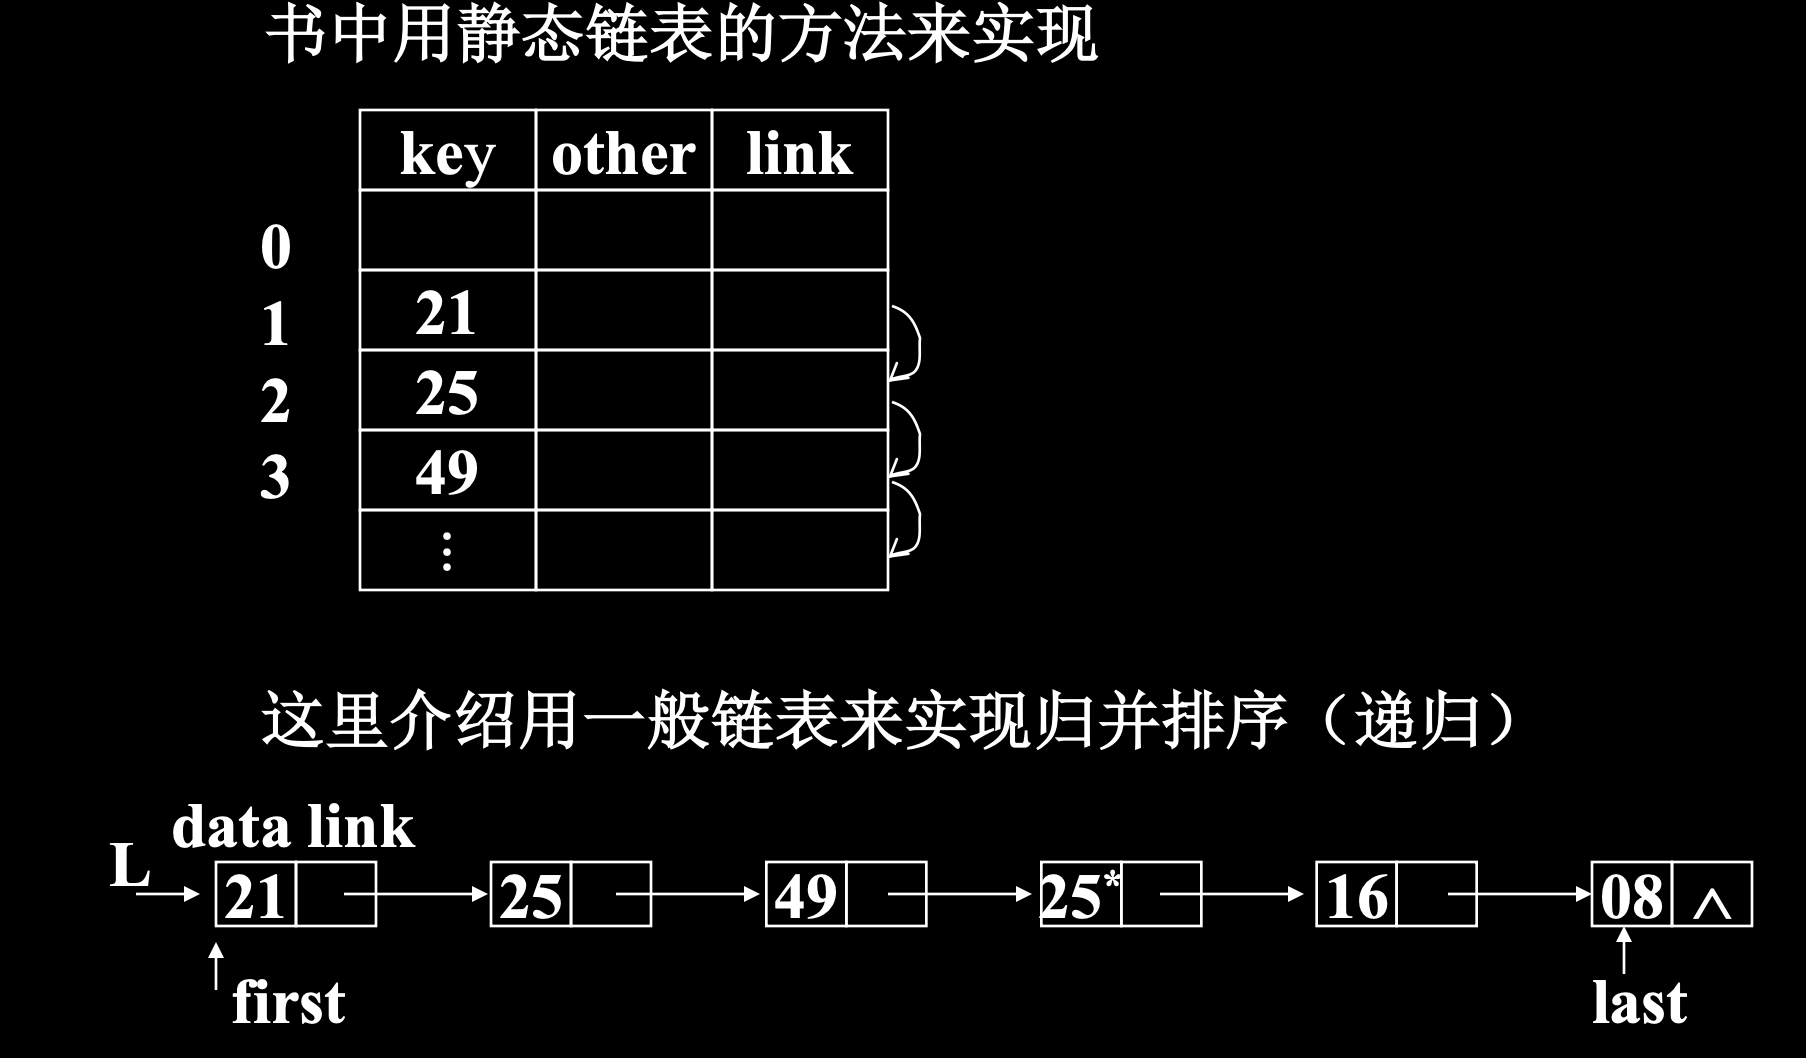 书中用静态链表的方法来实现
key other link
0
1 21
2 25
3 49
⋮
这里介绍用一般链表来实现归并排序（递归）
data link
L
21 25 49 25* 16 08 ∧
first last